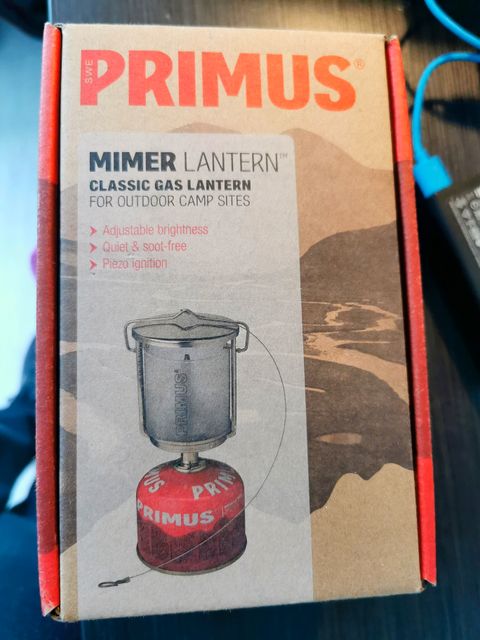 SWE
PRIMUS®
MIMER LANTERN™
CLASSIC GAS LANTERN
FOR OUTDOOR CAMP SITES
Adjustable brightness
Quiet & soot-free
Piezo ignition
PRIMUS
PRIMUS